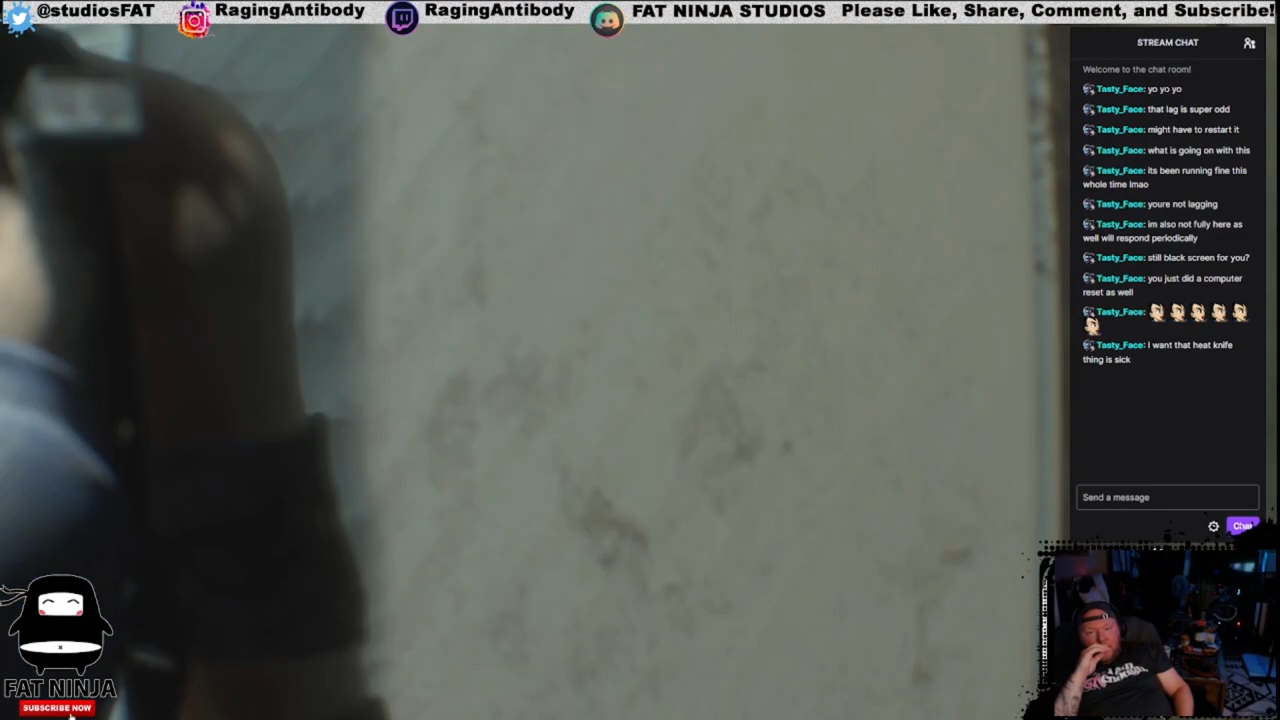 @studiosFAT RagingAntibody RagingAntibody FAT NINJA STUDIOS Please Like, Share, Comment, and Subscribe!
STREAM CHAT
Welcome to the chat room!
Tasty_Face: yo yo yo
Tasty_Face: that lag is super odd
Tasty_Face: might have to restart it
Tasty_Face: what is going on with this
Tasty_Face: its been running fine this
whole time lmao
Tasty_Face: youre not lagging
Tasty_Face: im also not fully here as
well will respond periodically
Tasty_Face: still black screen for you?
Tasty_Face: you just did a computer
reset as well
Tasty_Face:
Tasty_Face: I want that heat knife
thing is sick
Send a message
Chat
FAT NINJA
SUBSCRIBE NOW